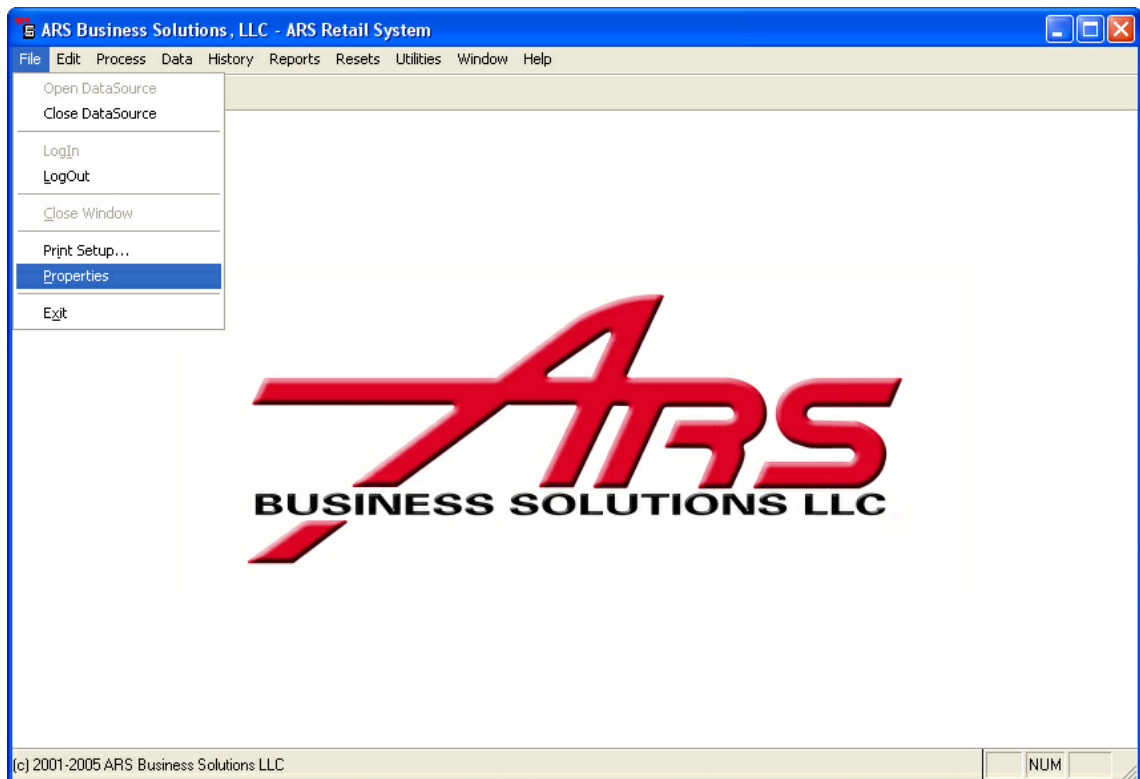 ARS Business Solutions, LLC - ARS Retail System
File Edit Process Data History Reports Resets Utilities Window Help
Open DataSource
Close DataSource
LogIn
LogOut
Close Window
Print Setup...
Properties
Exit
ARS
BUSINESS SOLUTIONS LLC
(c) 2001-2005 ARS Business Solutions LLC
NUM